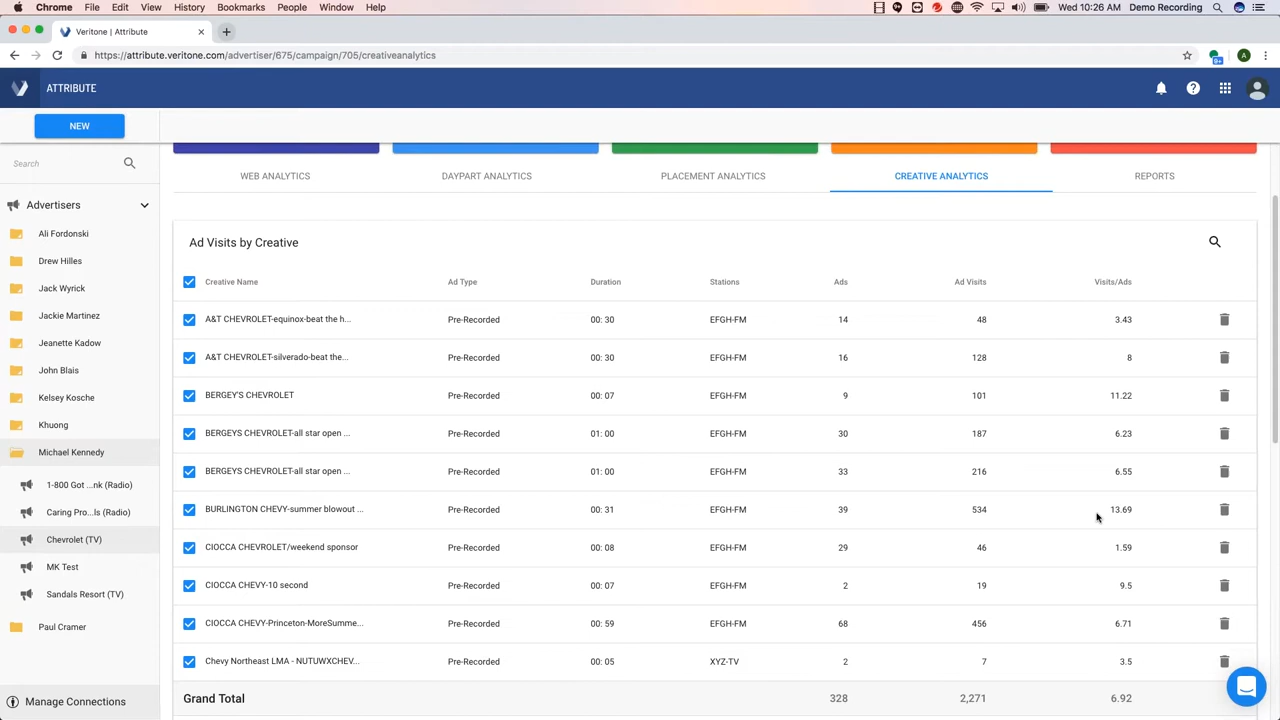 Chrome File Edit View History Bookmarks People Window Help Wed 10:26 AM Demo Recording
Veritone | Attribute
https://attribute.veritone.com/advertiser/675/campaign/705/creativeanalytics
ATTRIBUTE
NEW
Search
Advertisers
Ali Fordonski
Drew Hilles
Jack Wyrick
Jackie Martinez
Jeanette Kadow
John Blais
Kelsey Kosche
Khuong
Michael Kennedy
1-800 Got ...nk (Radio)
Caring Pro...ls (Radio)
Chevrolet (TV)
MK Test
Sandals Resort (TV)
Paul Cramer
Manage Connections
WEB ANALYTICS DAYPART ANALYTICS PLACEMENT ANALYTICS CREATIVE ANALYTICS REPORTS
Ad Visits by Creative
Creative Name Ad Type Duration Stations Ads Ad Visits Visits/Ads
A&T CHEVROLET-equinox-beat the h... Pre-Recorded 00: 30 EFGH-FM 14 48 3.43
A&T CHEVROLET-silverado-beat the... Pre-Recorded 00: 30 EFGH-FM 16 128 8
BERGEY'S CHEVROLET Pre-Recorded 00: 07 EFGH-FM 9 101 11.22
BERGEYS CHEVROLET-all star open ... Pre-Recorded 01: 00 EFGH-FM 30 187 6.23
BERGEYS CHEVROLET-all star open ... Pre-Recorded 01: 00 EFGH-FM 33 216 6.55
BURLINGTON CHEVY-summer blowout ... Pre-Recorded 00: 31 EFGH-FM 39 534 13.69
CIOCCA CHEVROLET/weekend sponsor Pre-Recorded 00: 08 EFGH-FM 29 46 1.59
CIOCCA CHEVY-10 second Pre-Recorded 00: 07 EFGH-FM 2 19 9.5
CIOCCA CHEVY-Princeton-MoreSumme... Pre-Recorded 00: 59 EFGH-FM 68 456 6.71
Chevy Northeast LMA - NUTUWXCHEV... Pre-Recorded 00: 05 XYZ-TV 2 7 3.5
Grand Total 328 2,271 6.92